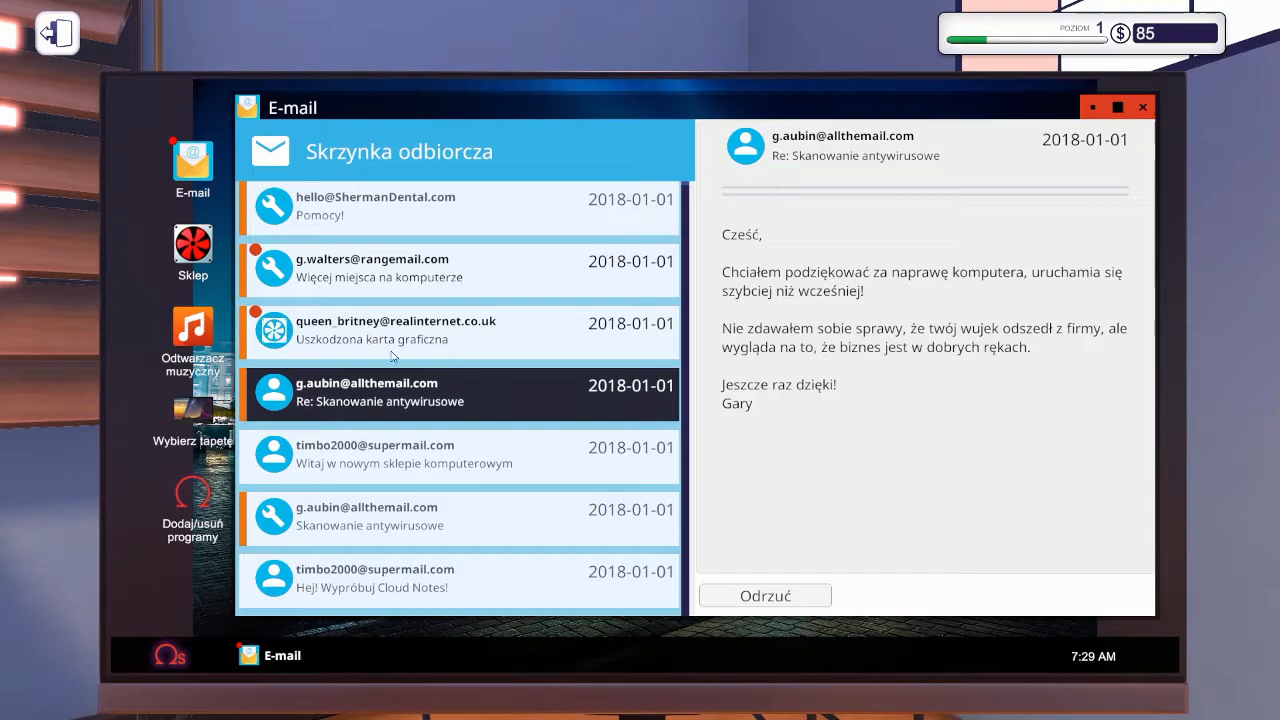 POZIOM 1
$ 85
E-mail
Skrzynka odbiorcza
hello@ShermanDental.com 2018-01-01
Pomocy!
g.walters@rangemail.com 2018-01-01
Więcej miejsca na komputerze
queen_britney@realinternet.co.uk 2018-01-01
Uszkodzona karta graficzna
g.aubin@allthemail.com 2018-01-01
Re: Skanowanie antywirusowe
timbo2000@supermail.com 2018-01-01
Witaj w nowym sklepie komputerowym
g.aubin@allthemail.com 2018-01-01
Skanowanie antywirusowe
timbo2000@supermail.com 2018-01-01
Hej! Wypróbuj Cloud Notes!
g.aubin@allthemail.com 2018-01-01
Re: Skanowanie antywirusowe
Cześć,
Chciałem podziękować za naprawę komputera, uruchamia się
szybciej niż wcześniej!
Nie zdawałem sobie sprawy, że twój wujek odszedł z firmy, ale
wygląda na to, że biznes jest w dobrych rękach.
Jeszcze raz dzięki!
Gary
Odrzuć
E-mail
Sklep
Odtwarzacz
muzyczny
Wybierz tapetę
Dodaj/usuń
programy
Ωs
E-mail
7:29 AM